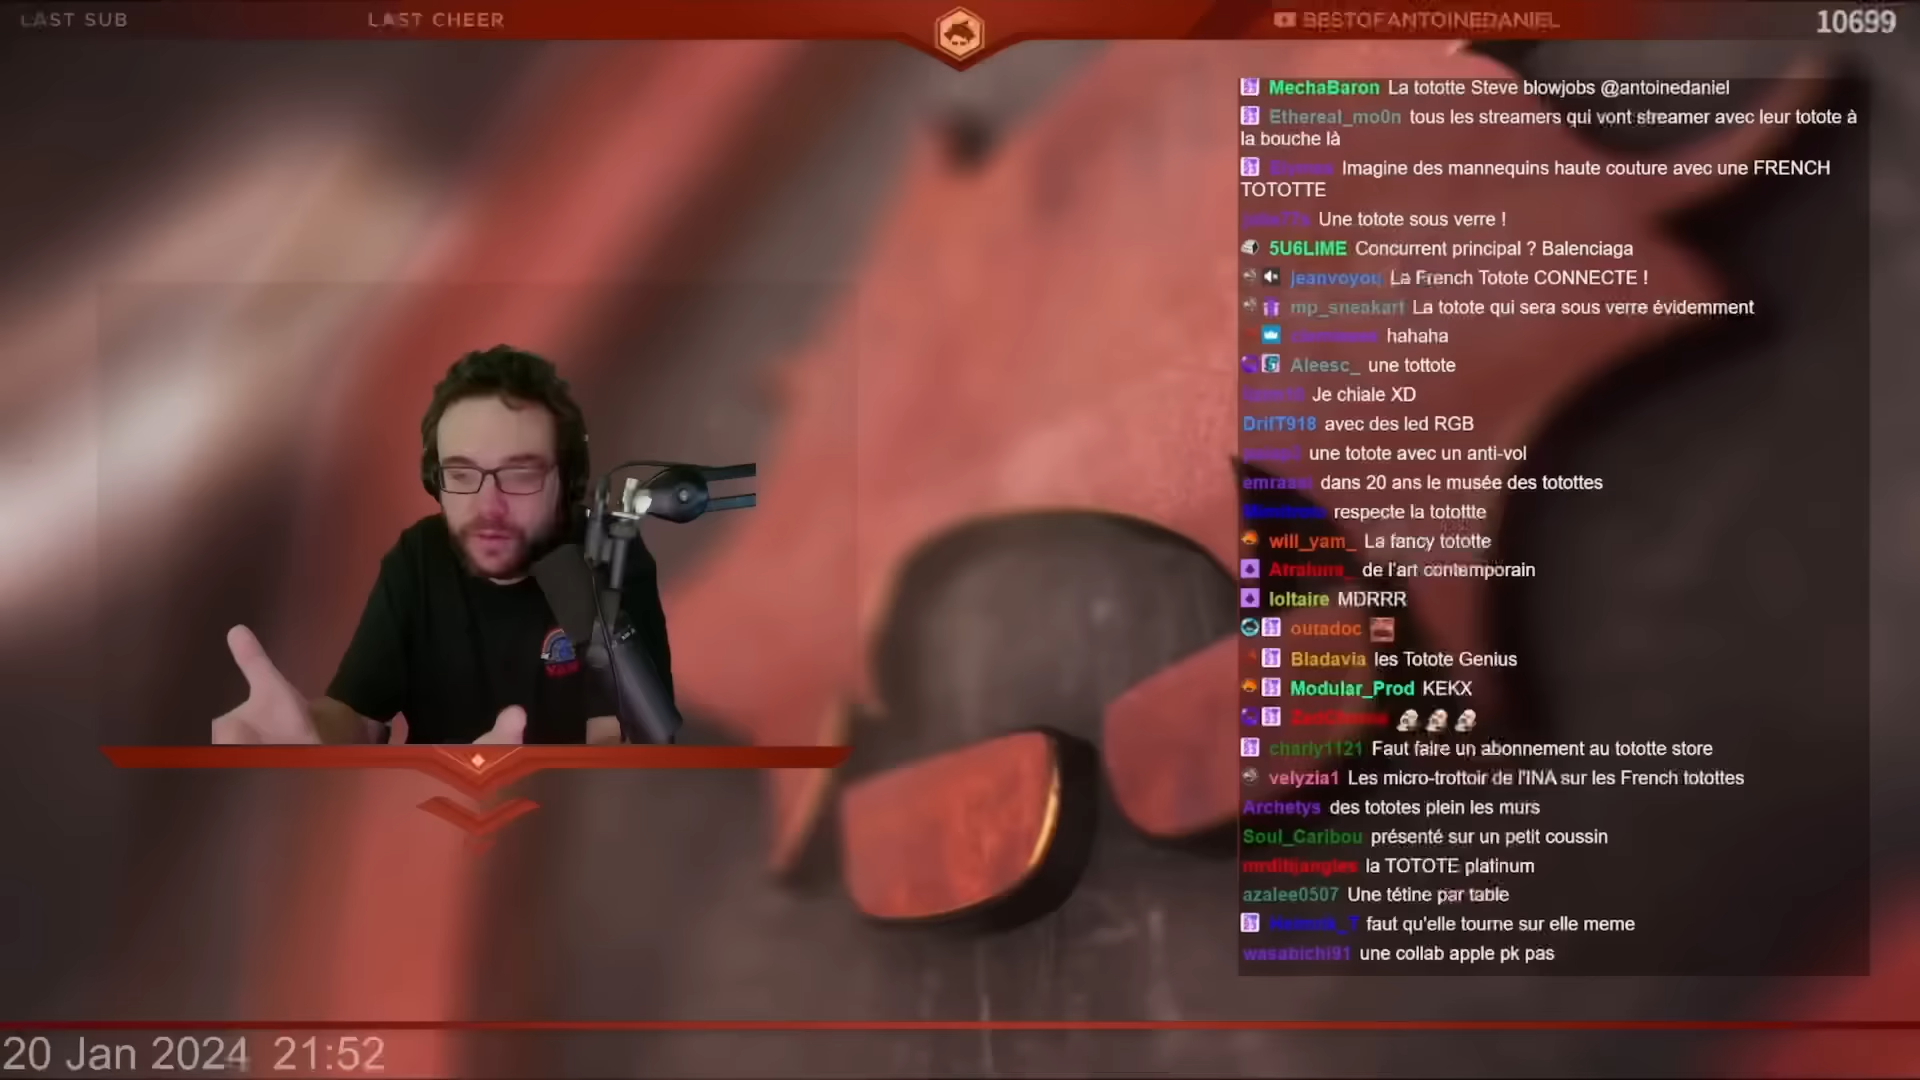 LAST SUB
LAST CHEER
BESTOFANTOINEDANIEL
10699
MechaBaron La tototte Steve blowjobs @antoinedaniel
Ethereal_mo0n tous les streamers qui vont streamer avec leur totote à
la bouche là
Imagine des mannequins haute couture avec une FRENCH
TOTOTTE
Une totote sous verre !
5U6LIME Concurrent principal ? Balenciaga
jeanvoyou La French Totote CONNECTE !
mp_sneakart La totote qui sera sous verre évidemment
hahaha
Aleesc_ une tottote
Je chiale XD
DrifT918 avec des led RGB
une totote avec un anti-vol
dans 20 ans le musée des totottes
respecte la tototte
will_yam_ La fancy tototte
de l'art contemporain
loltaire MDRRR
outadoc
Bladavia les Totote Genius
Modular_Prod KEKX
charly1121 Faut faire un abonnement au tototte store
velyzia1 Les micro-trottoir de l'INA sur les French totottes
Archetys des tototes plein les murs
Soul_Caribou présenté sur un petit coussin
la TOTOTE platinum
azalee0507 Une tétine par table
faut qu'elle tourne sur elle meme
wasabichi91 une collab apple pk pas
20 Jan 2024 21:52